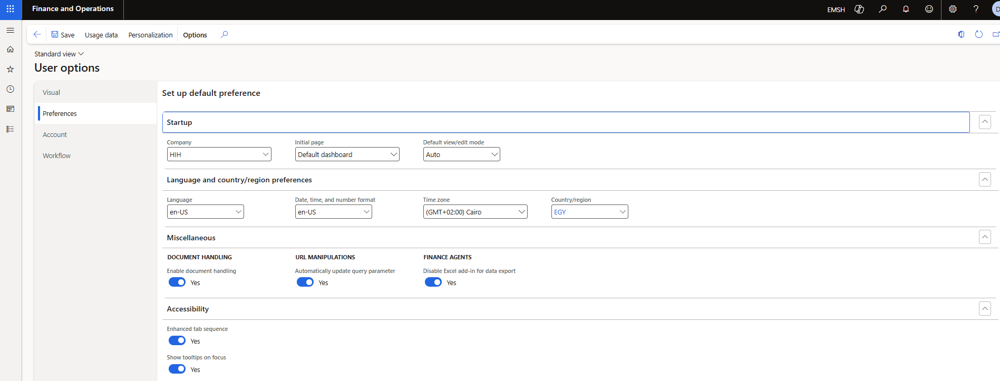 Finance and Operations
EMSH
D
Save Usage data Personalization Options
Standard view
User options
Visual
Preferences
Account
Workflow
Set up default preference
Startup
Company Initial page Default view/edit mode
HIH Default dashboard Auto
Language and country/region preferences
Language Date, time, and number format Time zone Country/region
en-US en-US (GMT+02:00) Cairo EGY
Miscellaneous
DOCUMENT HANDLING URL MANIPULATIONS FINANCE AGENTS
Enable document handling Automatically update query parameter Disable Excel add-in for data export
Yes Yes Yes
Accessibility
Enhanced tab sequence
Yes
Show tooltips on focus
Yes